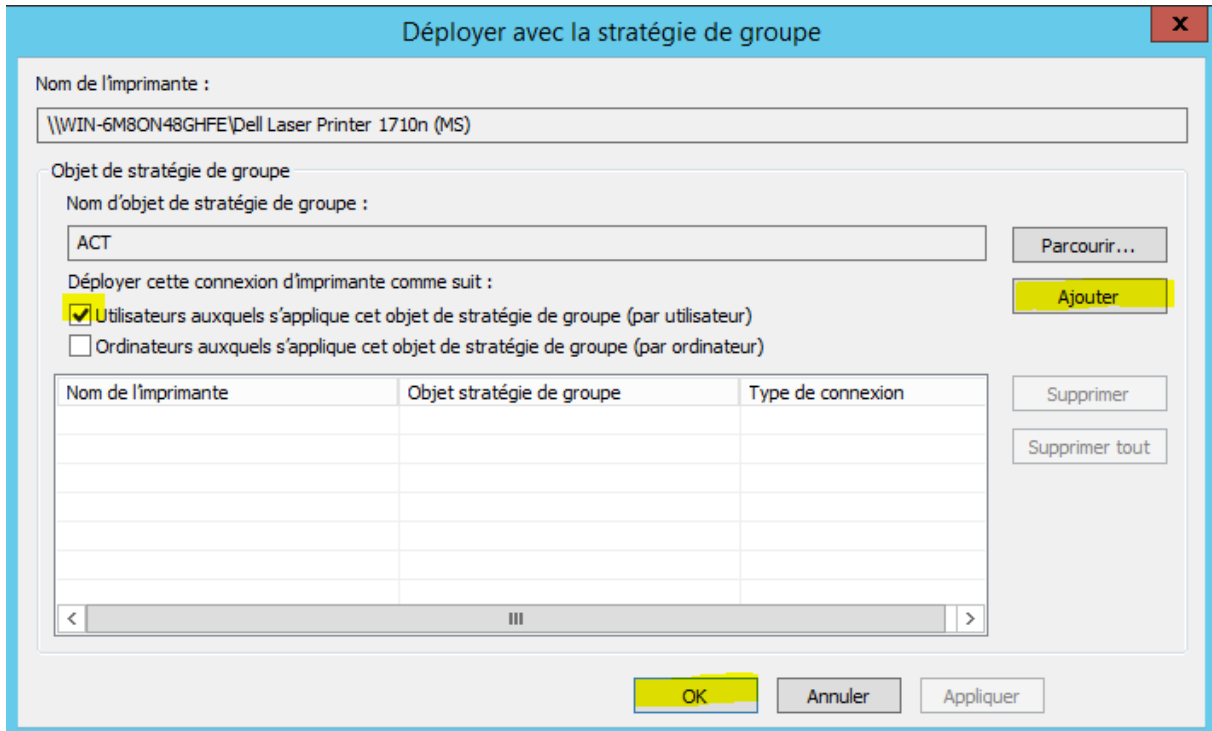 Déployer avec la stratégie de groupe
x
Nom de l'imprimante :
\\WIN-6M8ON48GHFE\Dell Laser Printer 1710n (MS)
Objet de stratégie de groupe
Nom d'objet de stratégie de groupe :
ACT
Parcourir...
Déployer cette connexion d'imprimante comme suit :
Ajouter
Utilisateurs auxquels s'applique cet objet de stratégie de groupe (par utilisateur)
Ordinateurs auxquels s'applique cet objet de stratégie de groupe (par ordinateur)
Nom de l'imprimante Objet stratégie de groupe Type de connexion
Supprimer
Supprimer tout
OK Annuler Appliquer